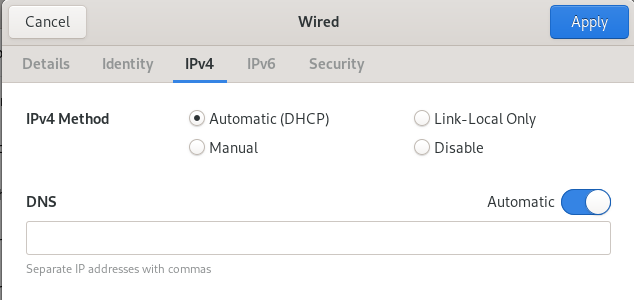 Cancel Wired Apply
Details Identity IPv4 IPv6 Security
IPv4 Method Automatic (DHCP) Link-Local Only
Manual Disable
DNS Automatic
Separate IP addresses with commas